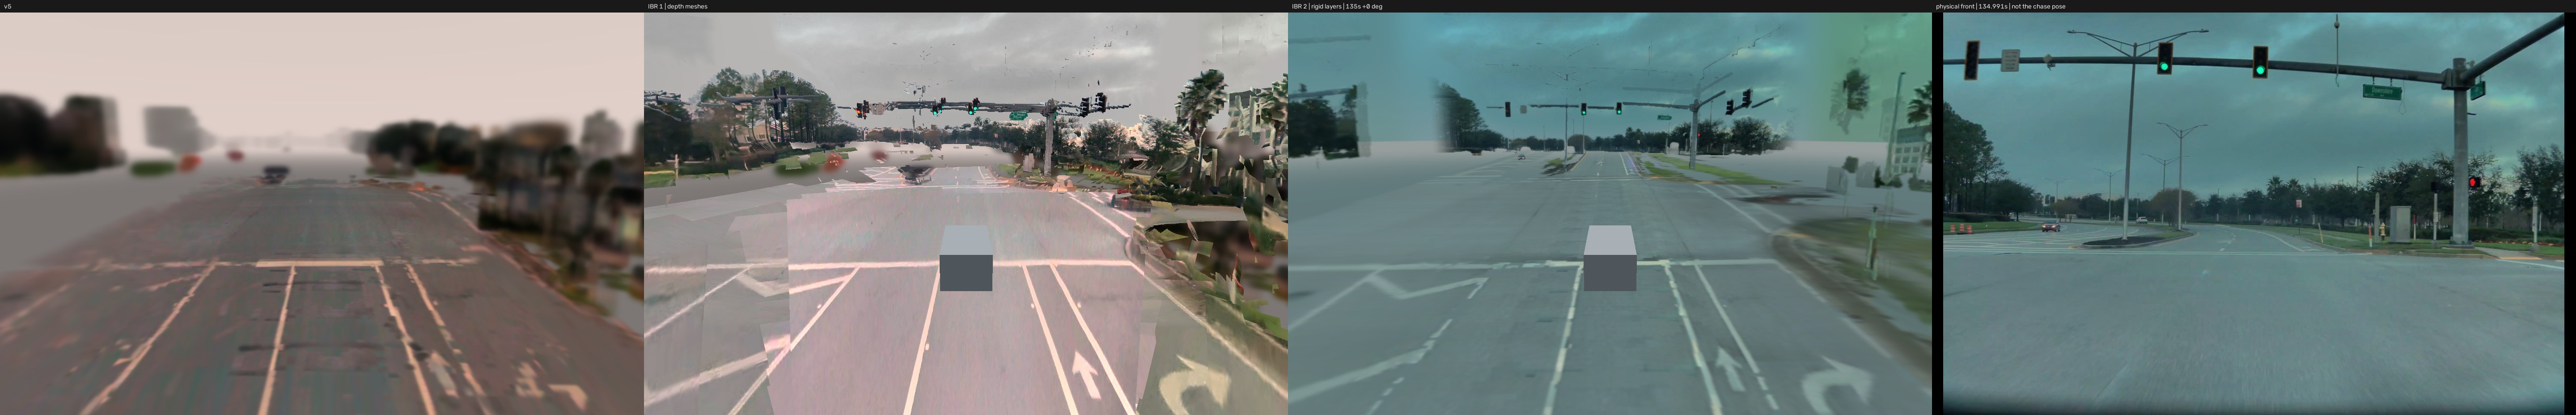 v5
IBR 1 | depth meshes
IBR 2 | rigid layers | 135s +0 deg
physical front | 134.991s | not the chase pose